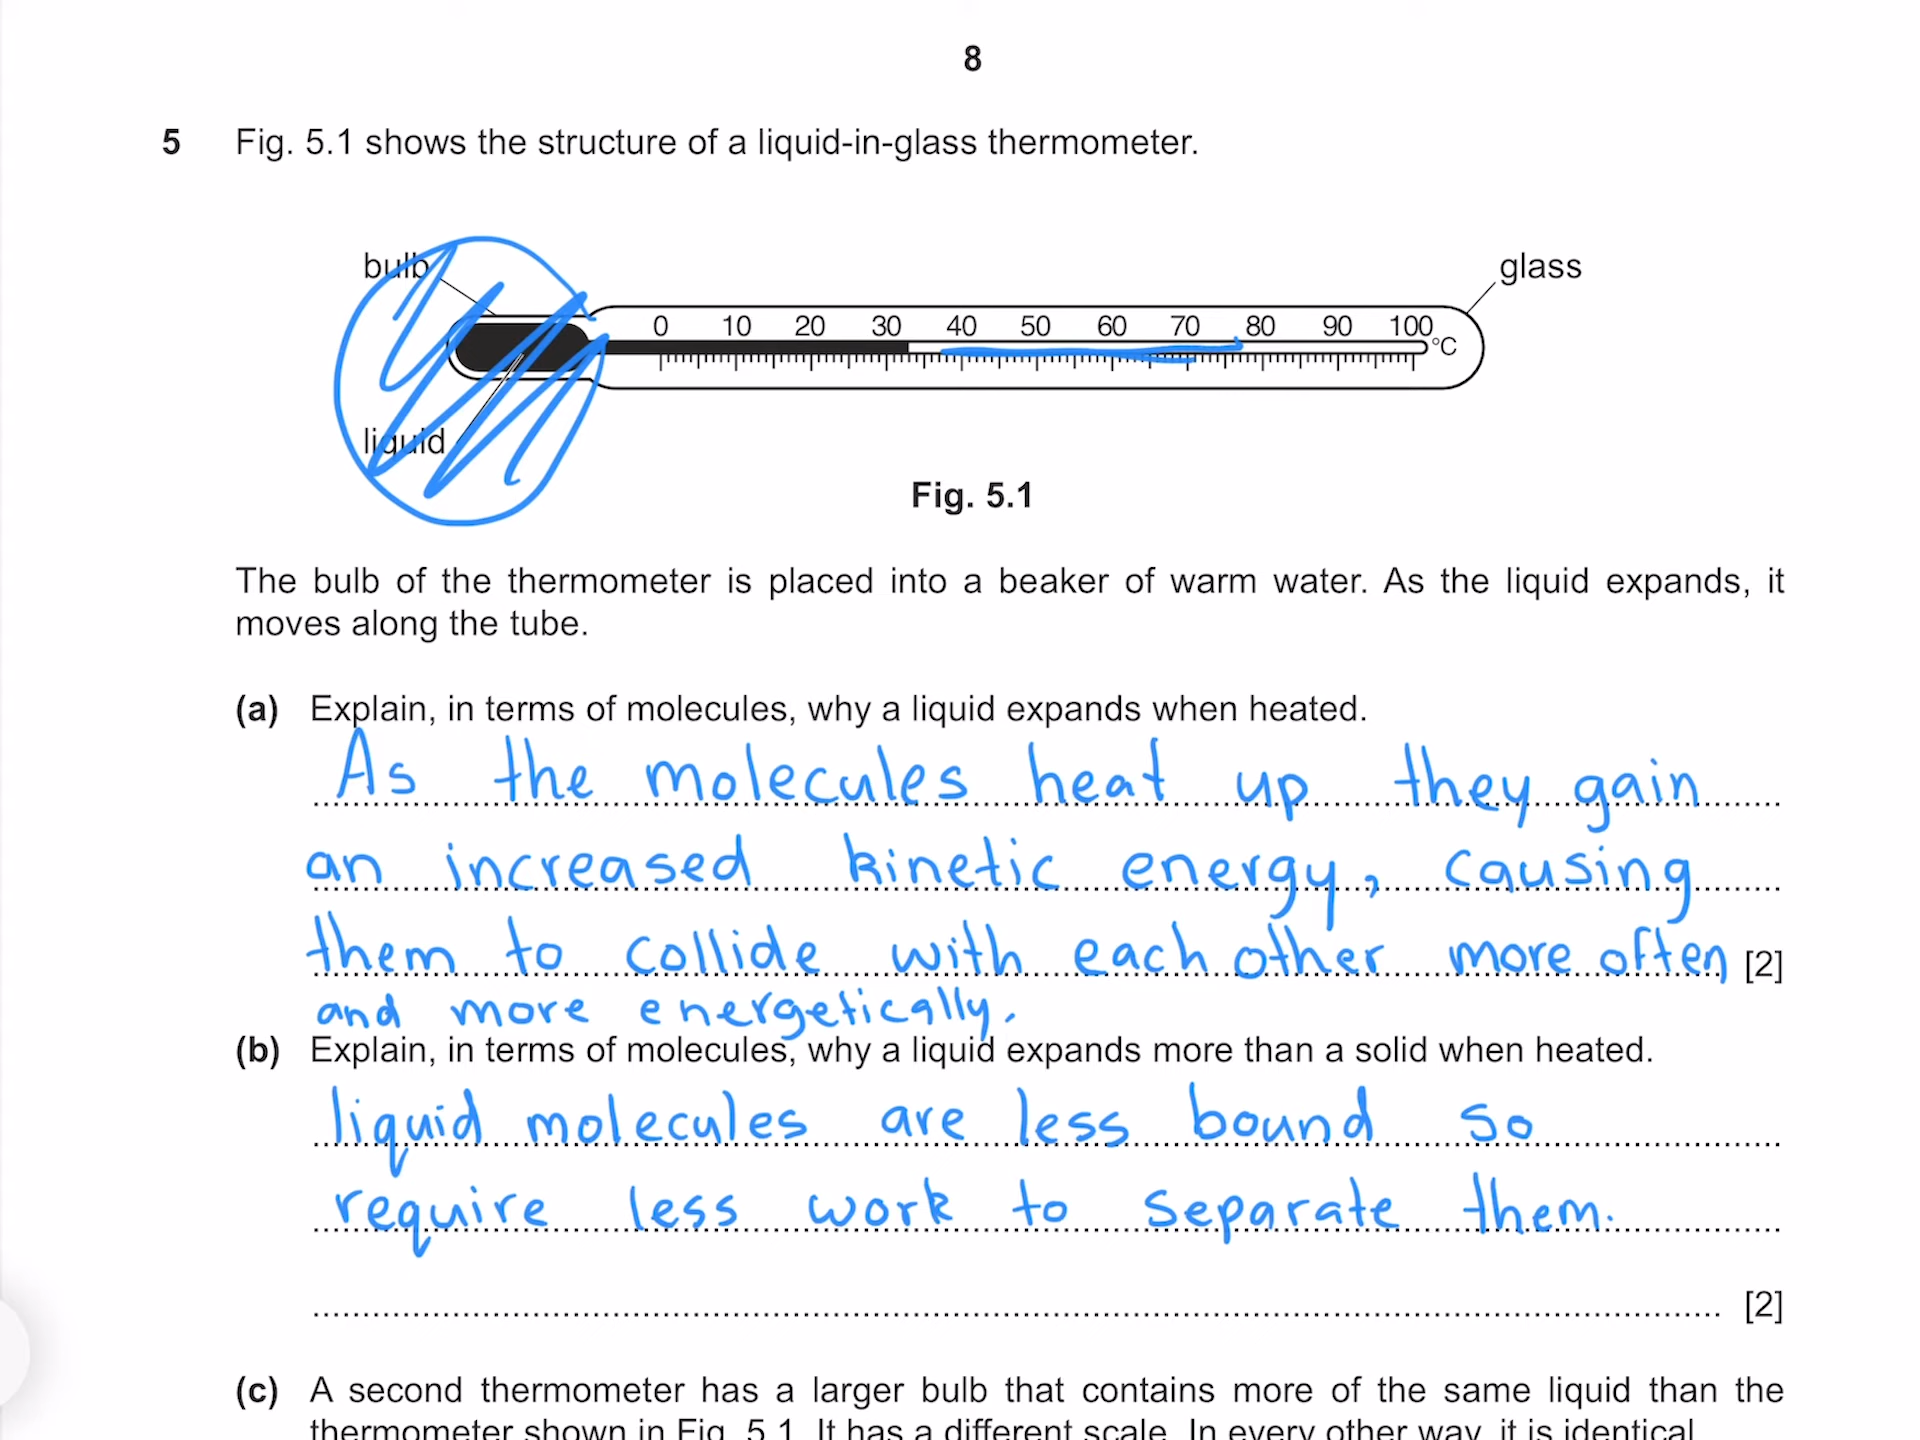 8
5 Fig. 5.1 shows the structure of a liquid-in-glass thermometer.
bulb
glass
0 10 20 30 40 50 60 70 80 90 100
°C
liquid
Fig. 5.1
The bulb of the thermometer is placed into a beaker of warm water. As the liquid expands, it
moves along the tube.
(a) Explain, in terms of molecules, why a liquid expands when heated.
As the molecules heat up they gain
an increased kinetic energy, causing
them to collide with each other more often [2]
and more energetically.
(b) Explain, in terms of molecules, why a liquid expands more than a solid when heated.
liquid molecules are less bound so
require less work to separate them.
[2]
(c) A second thermometer has a larger bulb that contains more of the same liquid than the
thermometer shown in Fig. 5.1. It has a different scale. In every other way, it is identical.